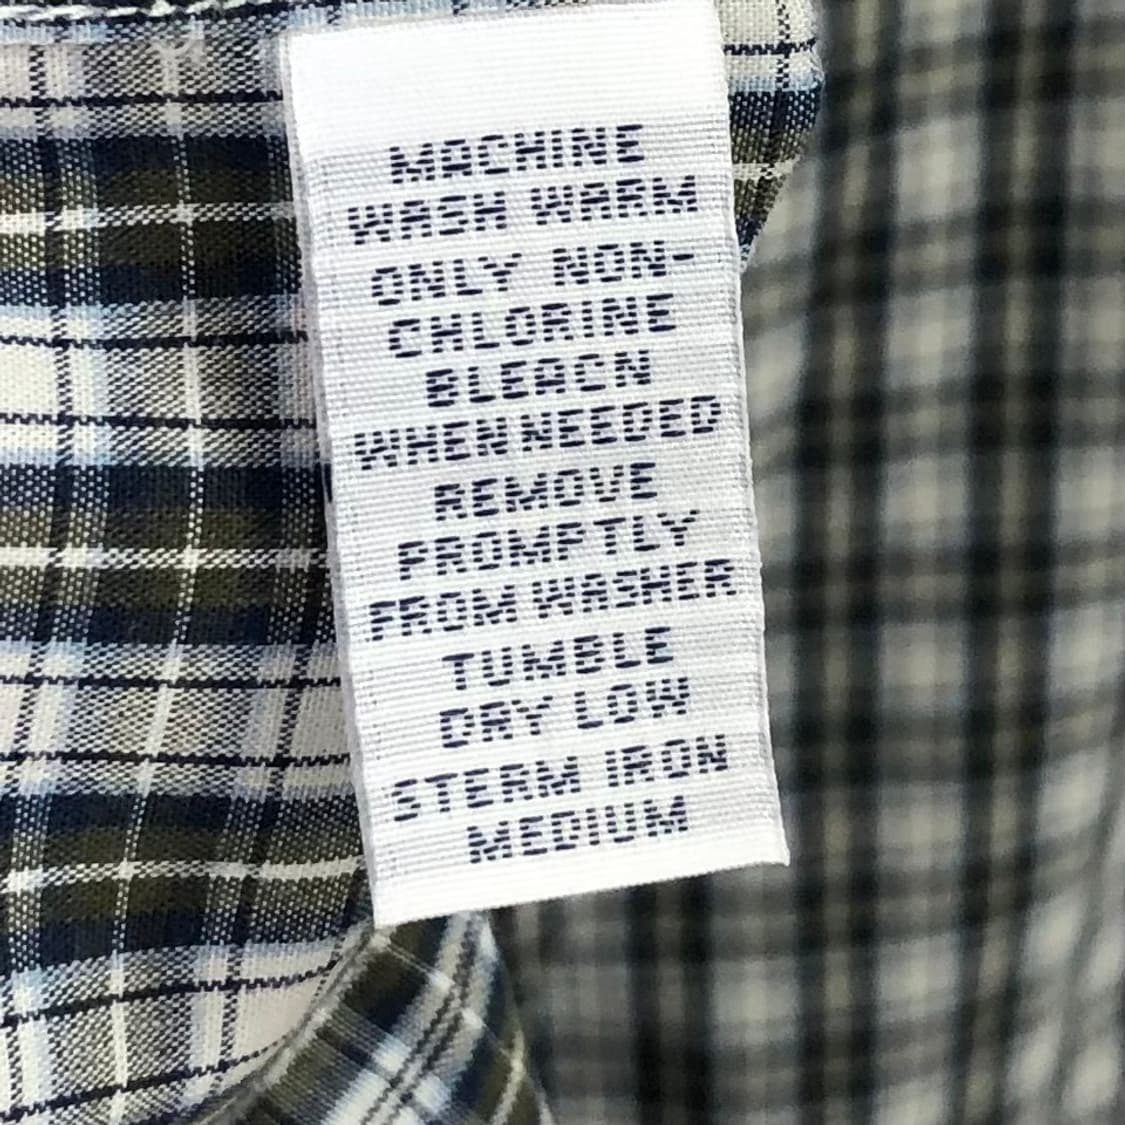 MACHINE
WASH WARM
ONLY NON-
CHLORINE
BLEACN
WHEN NEEDED
REMOVE
PROMPTLY
FROM WASHER
TUMBLE
DRY LOW
STERM IRON
MEDIUM